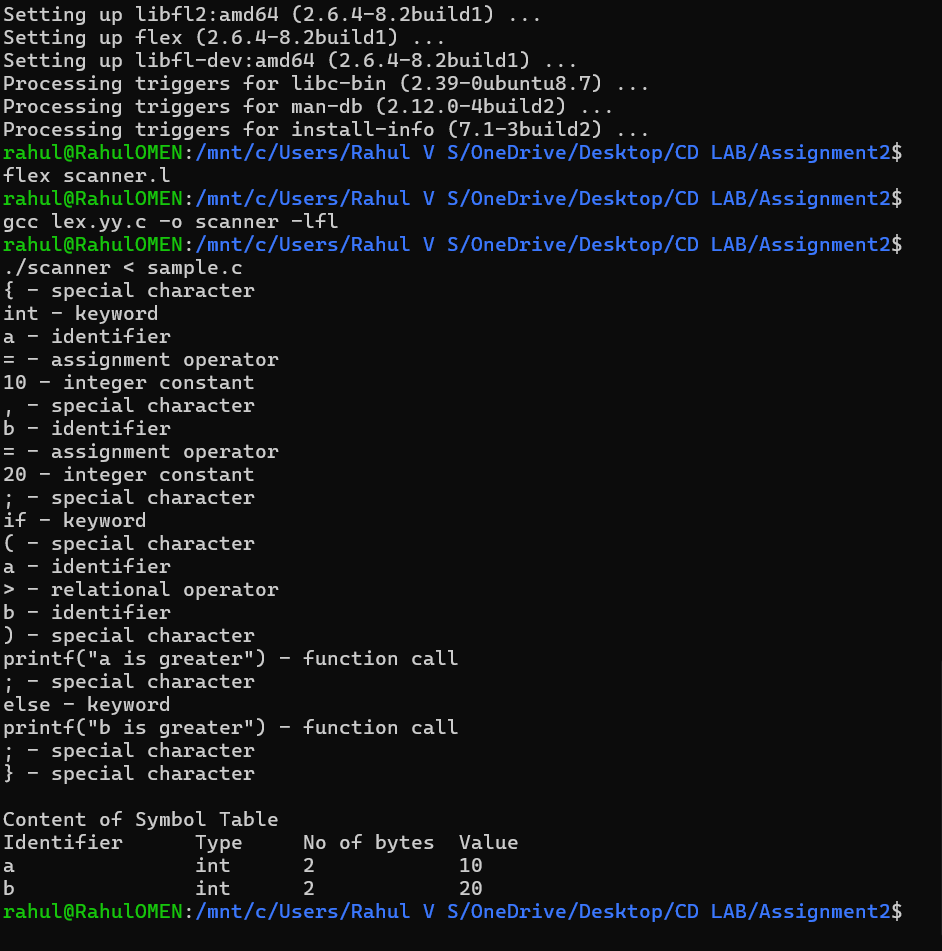 Setting up libfl2:amd64 (2.6.4-8.2build1) ...
Setting up flex (2.6.4-8.2build1) ...
Setting up libfl-dev:amd64 (2.6.4-8.2build1) ...
Processing triggers for libc-bin (2.39-0ubuntu8.7) ...
Processing triggers for man-db (2.12.0-4build2) ...
Processing triggers for install-info (7.1-3build2) ...
rahul@RahulOMEN:/mnt/c/Users/Rahul V S/OneDrive/Desktop/CD LAB/Assignment2$
flex scanner.l
rahul@RahulOMEN:/mnt/c/Users/Rahul V S/OneDrive/Desktop/CD LAB/Assignment2$
gcc lex.yy.c -o scanner -lfl
rahul@RahulOMEN:/mnt/c/Users/Rahul V S/OneDrive/Desktop/CD LAB/Assignment2$
./scanner < sample.c
{ - special character
int - keyword
a - identifier
= - assignment operator
10 - integer constant
, - special character
b - identifier
= - assignment operator
20 - integer constant
; - special character
if - keyword
( - special character
a - identifier
> - relational operator
b - identifier
) - special character
printf("a is greater") - function call
; - special character
else - keyword
printf("b is greater") - function call
; - special character
} - special character

Content of Symbol Table
Identifier      Type     No of bytes  Value
a               int      2            10
b               int      2            20
rahul@RahulOMEN:/mnt/c/Users/Rahul V S/OneDrive/Desktop/CD LAB/Assignment2$